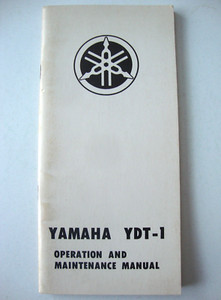 YAMAHA YDT-1
OPERATION AND
MAINTENANCE MANUAL